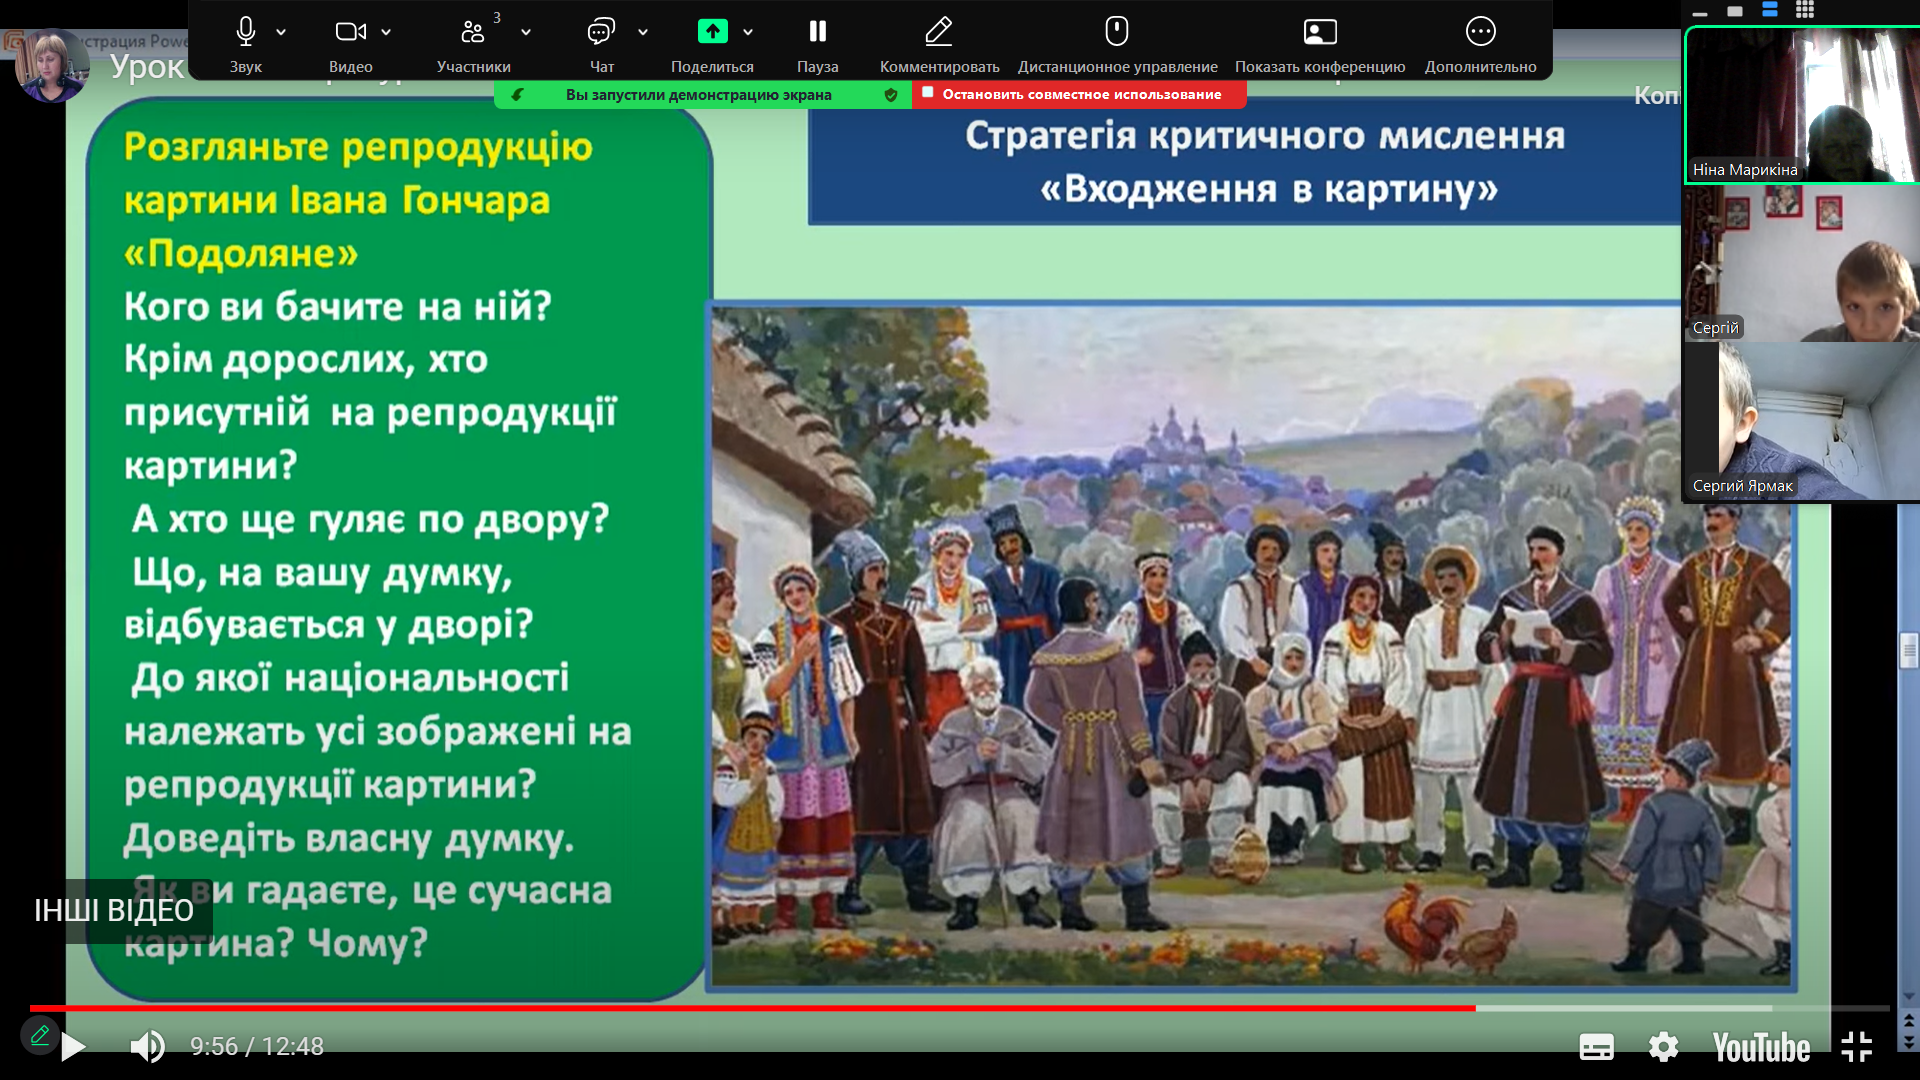 Звук
Видео
Участники
3
Чат
Поделиться
Пауза
Комментировать
Дистанционное управление
Показать конференцию
Дополнительно
Вы запустили демонстрацию экрана
Остановить совместное использование
Урок
Розгляньте репродукцію
картини Івана Гончара
«Подоляне»
Кого ви бачите на ній?
Крім дорослих, хто
присутній на репродукції
картини?
А хто ще гуляє по двору?
Що, на вашу думку,
відбувається у дворі?
До якої національності
належать усі зображені на
репродукції картини?
Доведіть власну думку.
Як ви гадаєте, це сучасна
картина? Чому?
Стратегія критичного мислення
«Входження в картину»
Ніна Марикіна
Сергій
Сергий Ярмак
ІНШІ ВІДЕО
9:56 / 12:48
YouTube